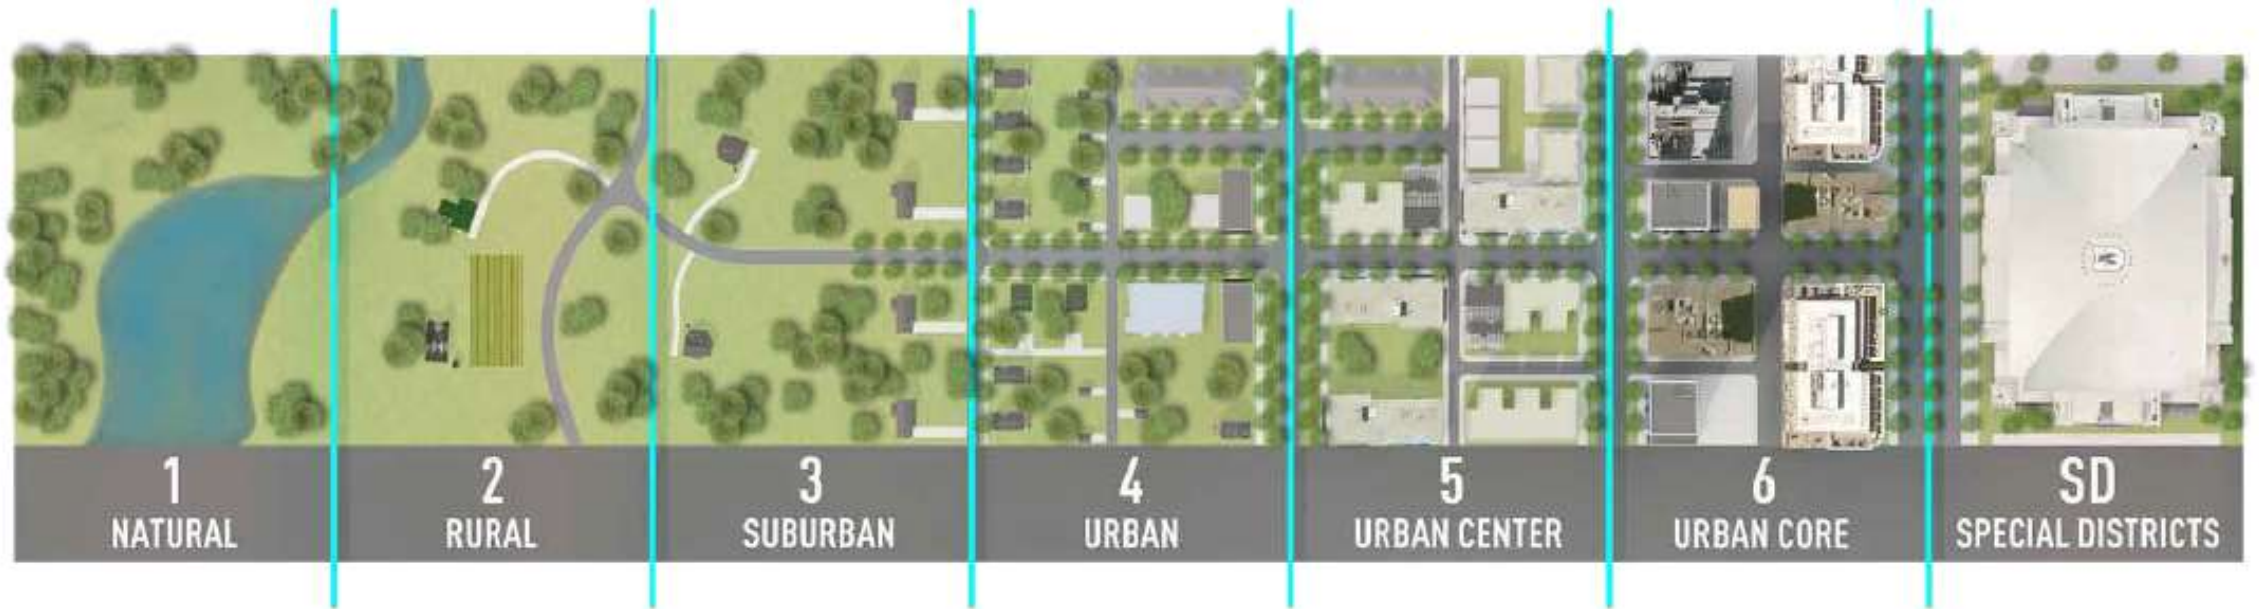 1
NATURAL
2
RURAL
3
SUBURBAN
4
URBAN
5
URBAN CENTER
6
URBAN CORE
SD
SPECIAL DISTRICTS